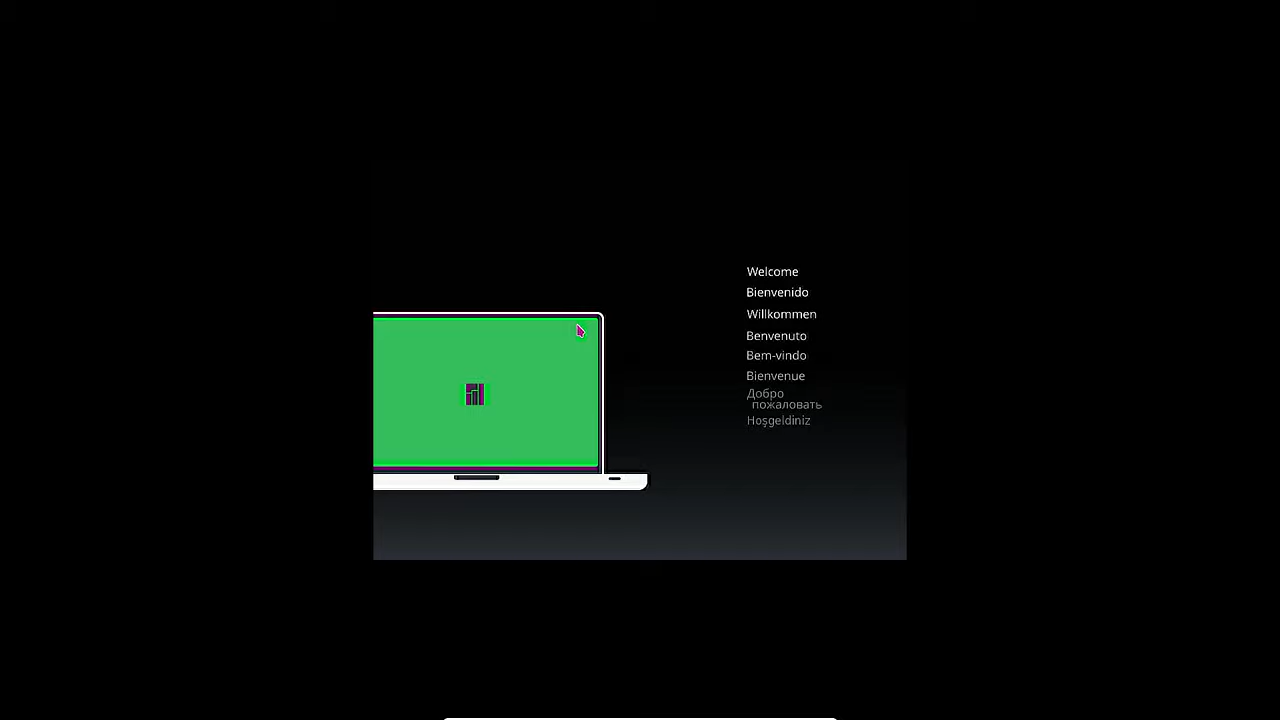 Welcome
Bienvenido
Willkommen
Benvenuto
Bem-vindo
Bienvenue
Добро
пожаловать
Hoşgeldiniz